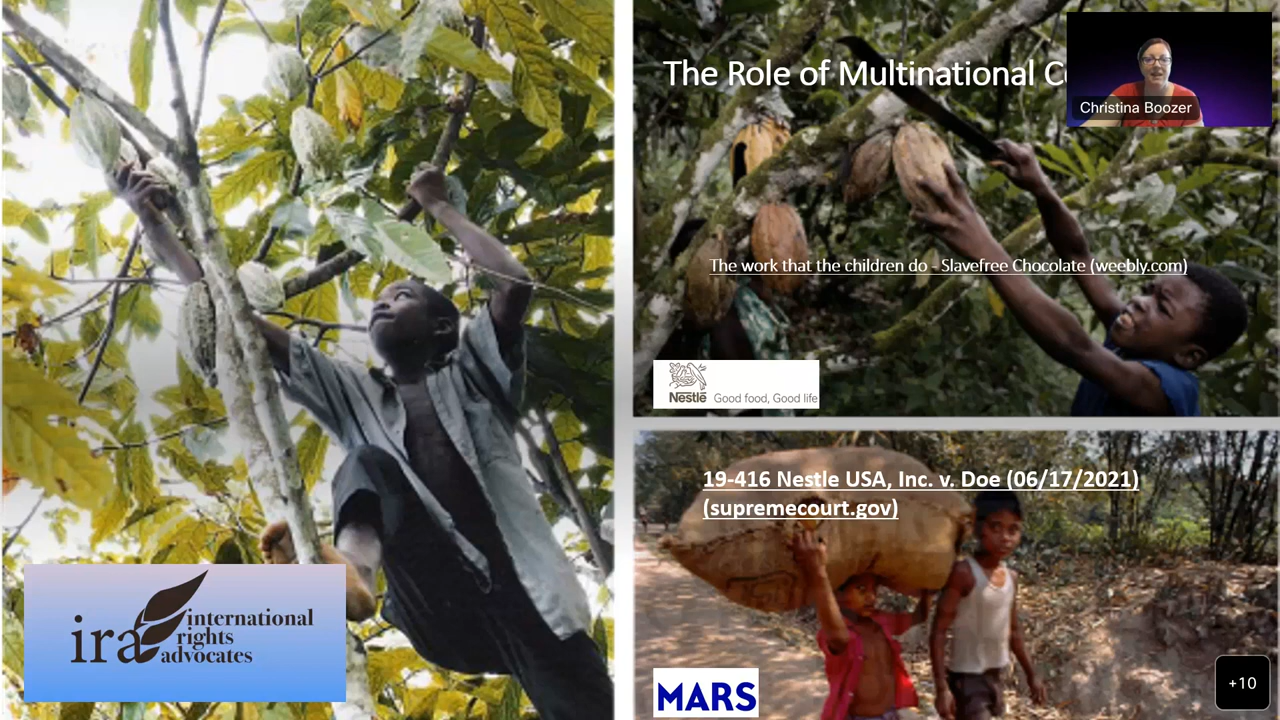 The Role of Multinational
Christina Boozer
The work that the children do - Slavefree Chocolate (weebly.com)
Nestlé Good food, Good life
19-416 Nestle USA, Inc. v. Doe (06/17/2021)
(supremecourt.gov)
ira international
rights
advocates
MARS
+10